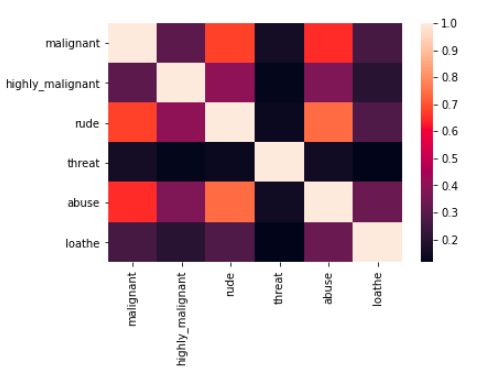 malignant
highly_malignant
rude
threat
abuse
loathe
malignant
highly_malignant
rude
threat
abuse
loathe
1.0
0.9
0.8
0.7
0.6
0.5
0.4
0.3
0.2